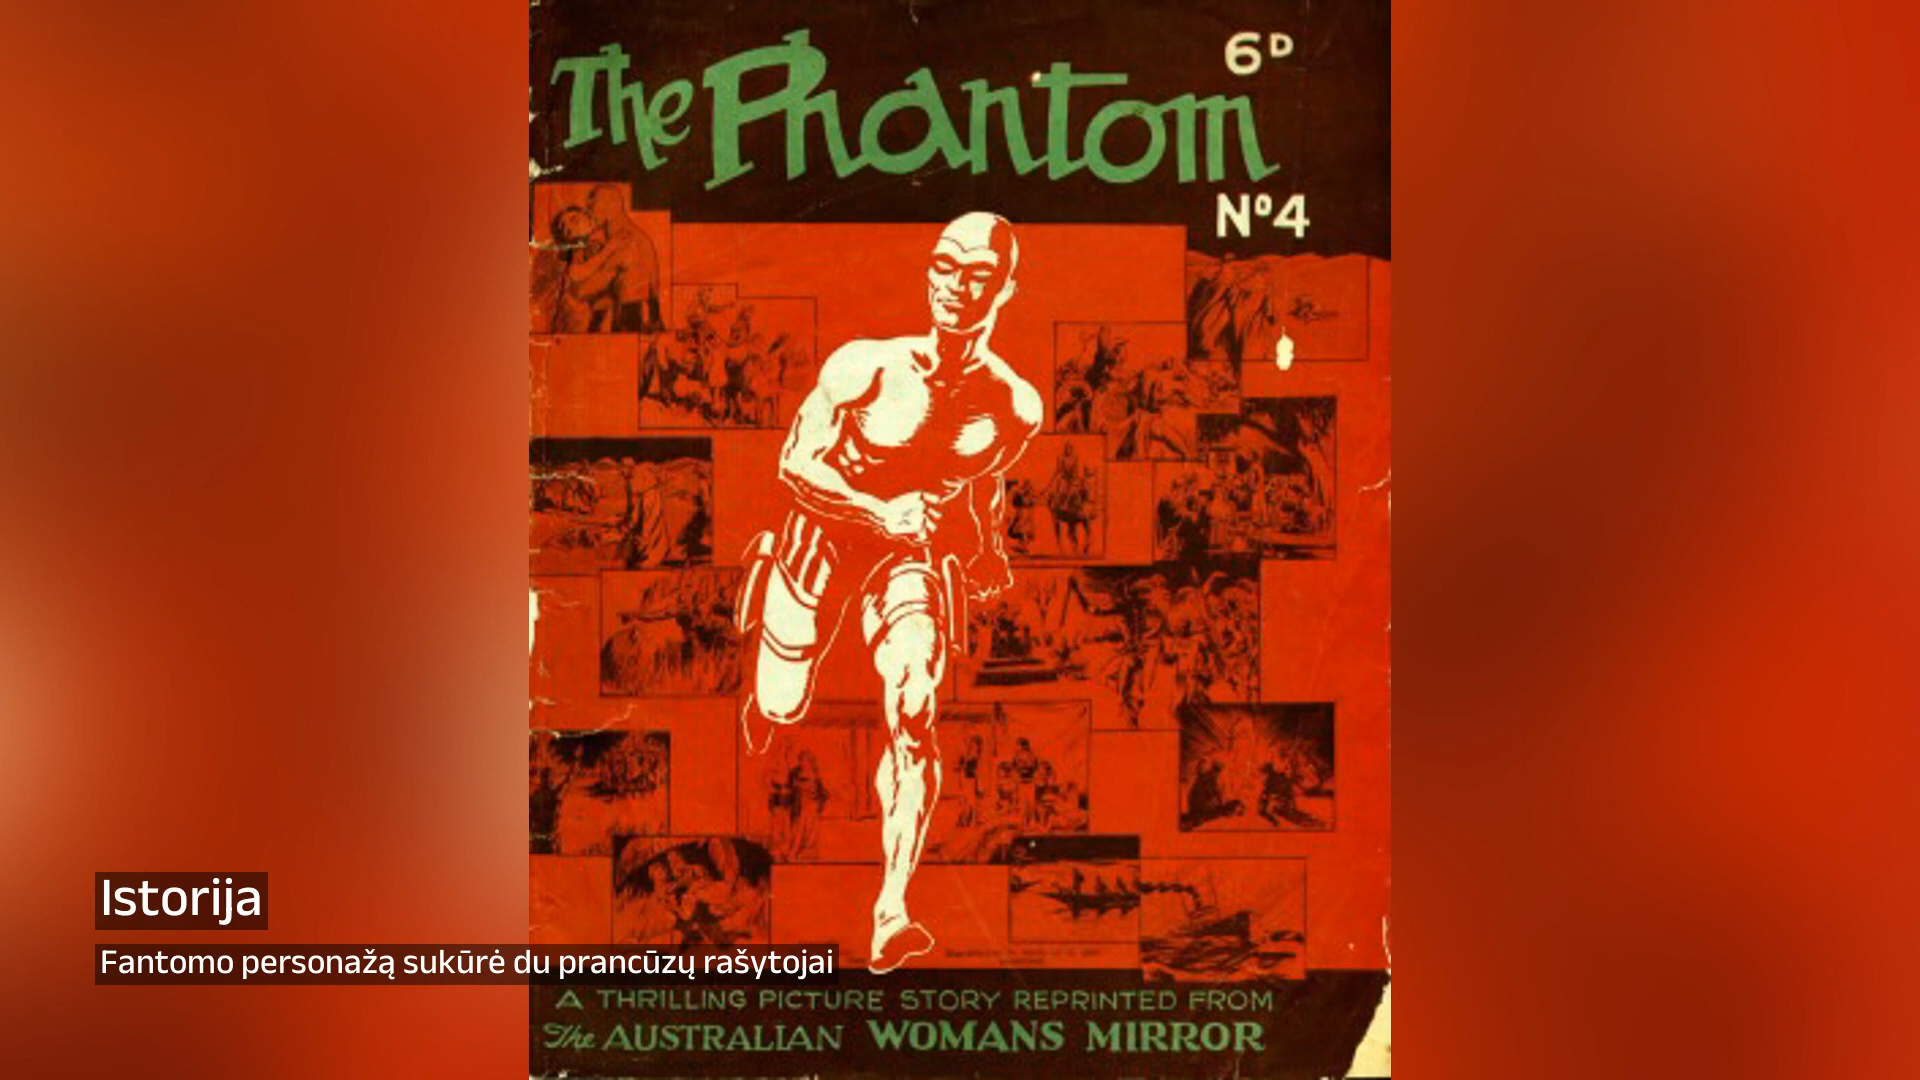 The Phantom
6D
Nº4
Istorija
Fantomo personažą sukūrė du prancūzų rašytojai
A THRILLING PICTURE STORY REPRINTED FROM
The AUSTRALIAN WOMANS MIRROR